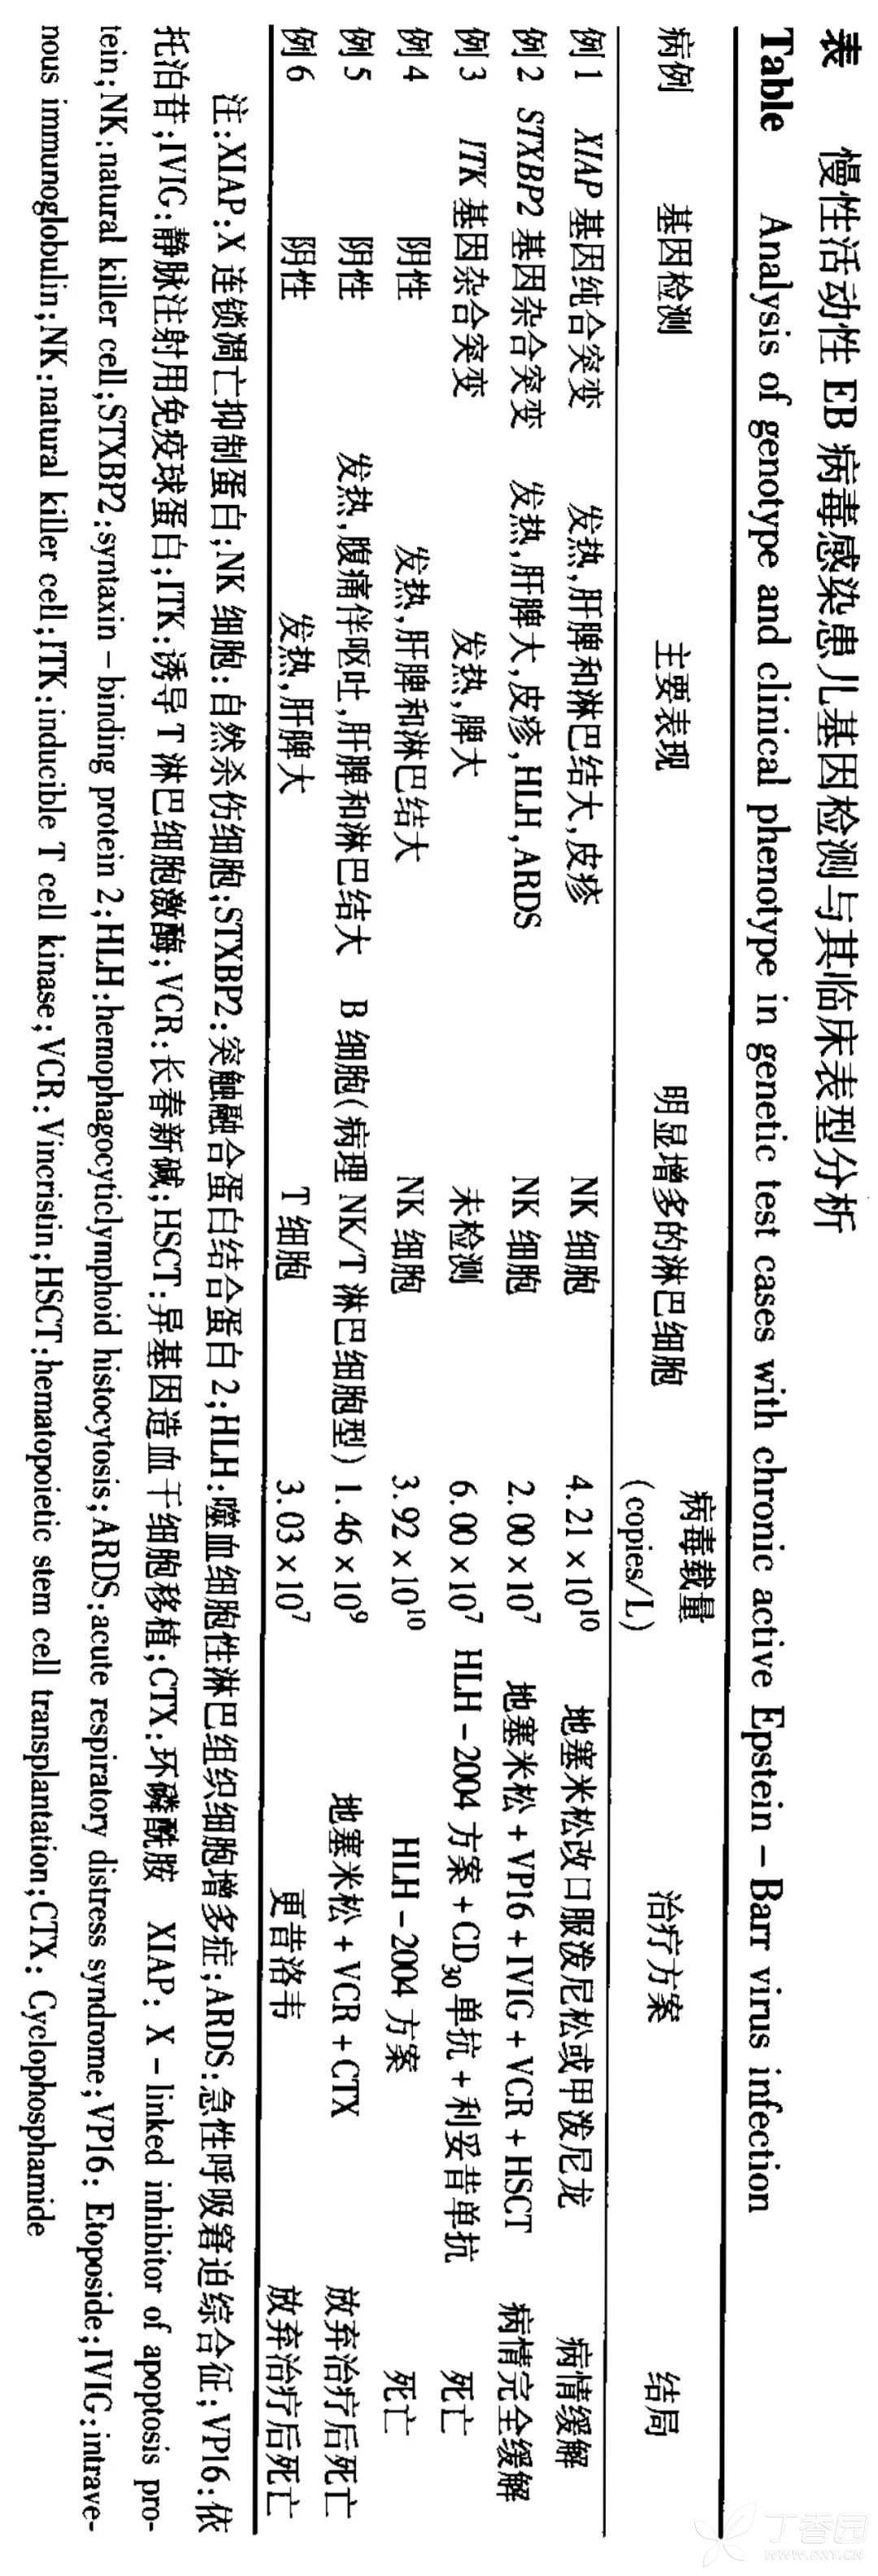 表 慢性活动性 EB 病毒感染患儿基因检测与其临床表型分析
Table Analysis of genotype and clinical phenotype in genetic test cases with chronic active Epstein – Barr virus infection
病例 基因检测 主要表现 明显增多的淋巴细胞 病毒载量 (copies/L) 治疗方案 结局
例 1 XIAP 基因纯合突变 发热,肝脾和淋巴结大,皮疹 NK 细胞 4.21 × 10¹⁰ 地塞米松改口服泼尼松或甲泼尼龙 病情缓解
例 2 STXBP2 基因杂合突变 发热,肝脾大,皮疹,HLH,ARDS NK 细胞 2.00 × 10⁷ 地塞米松 + VP16 + IVIG + VCR + HSCT 病情完全缓解
例 3 ITK 基因杂合突变 发热,脾大 未检测 6.00 × 10⁷ HLH – 2004 方案 + CD₃₀ 单抗 + 利妥昔单抗 死亡
例 4 阴性 发热,肝脾和淋巴结大 NK 细胞 3.92 × 10¹⁰ HLH – 2004 方案 死亡
例 5 阴性 发热,腹痛伴呕吐,肝脾和淋巴结大 B 细胞(病理 NK/T 淋巴细胞型) 1.46 × 10⁹ 地塞米松 + VCR + CTX 放弃治疗后死亡
例 6 阴性 发热,肝脾大 T 细胞 3.03 × 10⁷ 更昔洛韦 放弃治疗后死亡
注:XIAP:X 连锁凋亡抑制蛋白;NK 细胞:自然杀伤细胞;STXBP2:突触融合蛋白结合蛋白 2;HLH:噬血细胞性淋巴组织细胞增多症;ARDS:急性呼吸窘迫综合征;VP16:依
托泊苷;IVIG:静脉注射用免疫球蛋白;ITK:诱导 T 淋巴细胞激酶;VCR:长春新碱;HSCT:异基因造血干细胞移植;CTX:环磷酰胺 XIAP: X – linked inhibitor of apoptosis pro-
tein;NK:natural killer cell;STXBP2:syntaxin – binding protein 2;HLH:hemophagocyticlymphoid histocytosis;ARDS:acute respiratory distress syndrome;VP16: Etoposide;IVIG:intrave-
nous immunoglobulin;NK:natural killer cell;ITK:inducible T cell kinase;VCR:Vincristin;HSCT:hematopoietic stem cell transplantation;CTX: Cyclophosphamide
丁香园